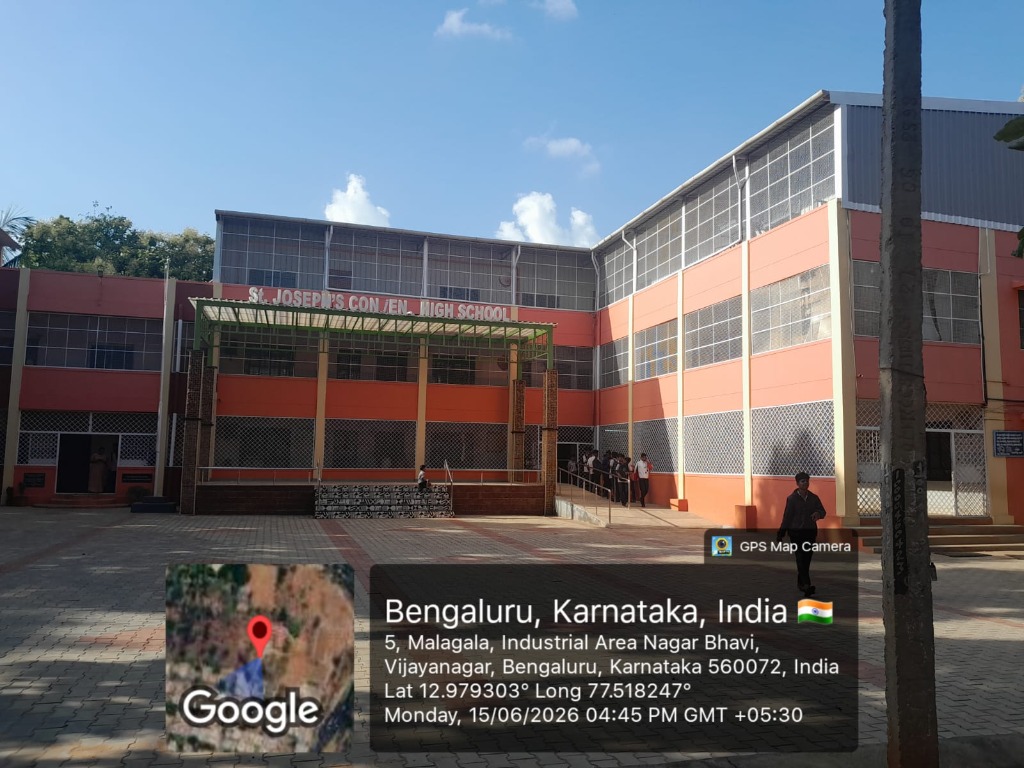 St. JOSEPH'S CON /EN. HIGH SCHOOL
GPS Map Camera
Bengaluru, Karnataka, India
5, Malagala, Industrial Area Nagar Bhavi,
Vijayanagar, Bengaluru, Karnataka 560072, India
Lat 12.979303° Long 77.518247°
Monday, 15/06/2026 04:45 PM GMT +05:30
Google